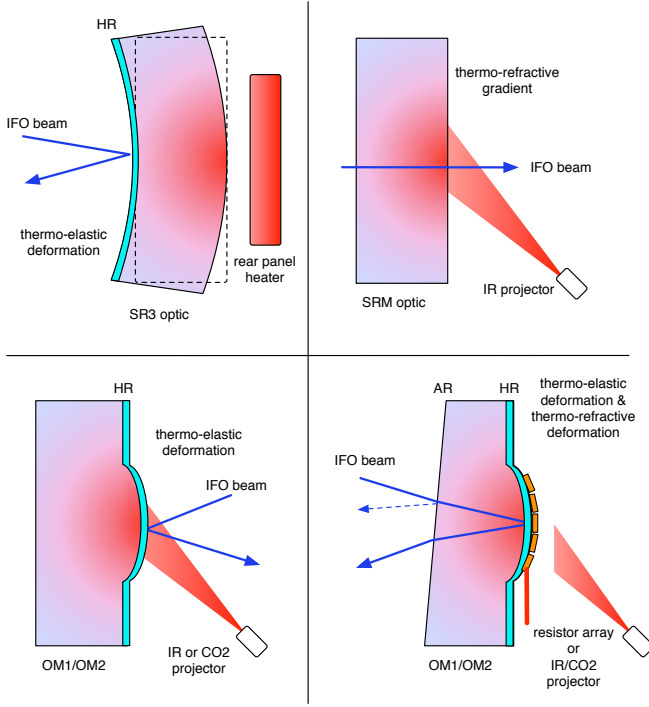 HR
IFO beam
thermo-elastic
deformation
rear panel
heater
SR3 optic
thermo-refractive
gradient
IFO beam
IR projector
SRM optic
HR
thermo-elastic
deformation
IFO beam
IR or CO2
projector
OM1/OM2
AR
HR
thermo-elastic
deformation &
thermo-refractive
deformation
IFO beam
resistor array
or
IR/CO2
projector
OM1/OM2